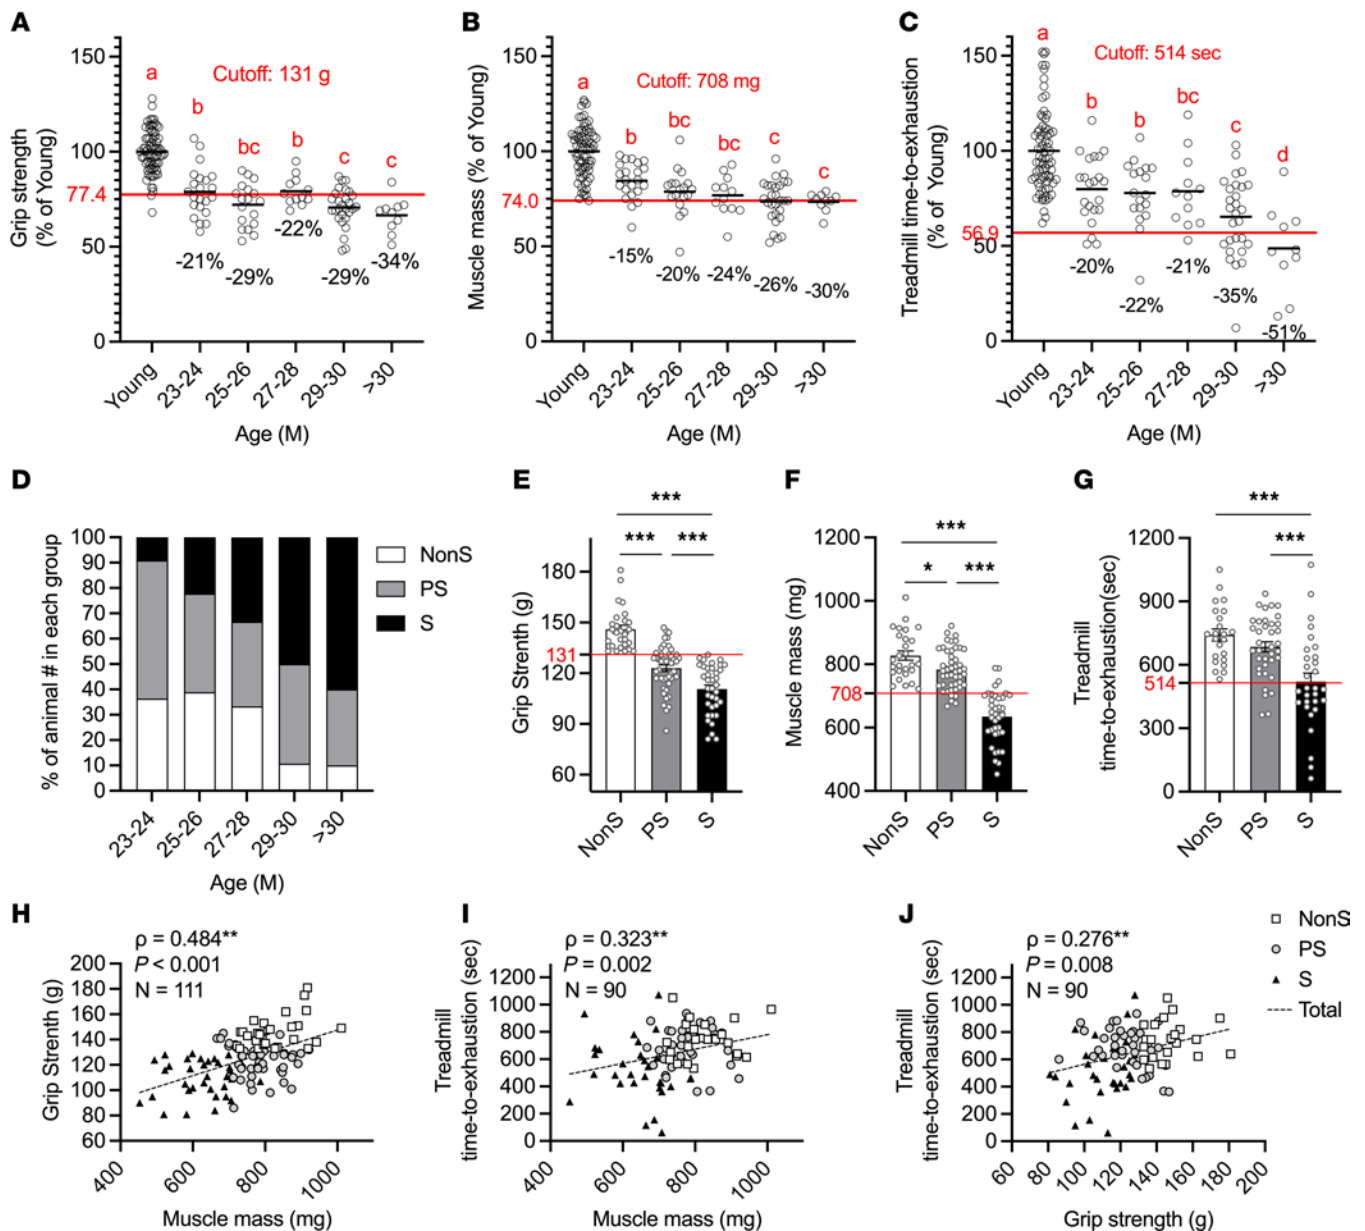 A
B
C
150
100
50
0
Grip strength
(% of Young)
77.4
Cutoff: 131 g
a
b
bc
b
c
c
-21%
-29%
-22%
-29%
-34%
Young
23-24
25-26
27-28
29-30
>30
Age (M)
150
100
50
0
Muscle mass (% of Young)
74.0
Cutoff: 708 mg
a
b
bc
bc
c
c
-15%
-20%
-24%
-26%
-30%
Young
23-24
25-26
27-28
29-30
>30
Age (M)
150
100
50
0
Treadmill time-to-exhaustion
(% of Young)
56.9
Cutoff: 514 sec
a
b
b
bc
c
d
-20%
-22%
-21%
-35%
-51%
Young
23-24
25-26
27-28
29-30
>30
Age (M)
D
E
F
G
% of animal # in each group
100
90
80
70
60
50
40
30
20
10
0
23-24
25-26
27-28
29-30
>30
Age (M)
NonS
PS
S
Grip Strenth (g)
180
150
131
120
90
60
***
*** ***
NonS
PS
S
Muscle mass (mg)
1200
1000
800
708
600
400
***
* ***
NonS
PS
S
Treadmill
time-to-exhaustion(sec)
1200
900
600
514
300
0
***
***
NonS
PS
S
H
I
J
ρ = 0.484**
P < 0.001
N = 111
Grip Strenth (g)
200
180
160
140
120
100
80
60
400
600
800
1000
Muscle mass (mg)
ρ = 0.323**
P = 0.002
N = 90
Treadmill
time-to-exhaustion (sec)
1200
1000
800
600
400
200
0
400
600
800
1000
Muscle mass (mg)
ρ = 0.276**
P = 0.008
N = 90
Treadmill
time-to-exhaustion (sec)
1200
1000
800
600
400
200
0
60
80
100
120
140
160
180
200
Grip strength (g)
NonS
PS
S
Total